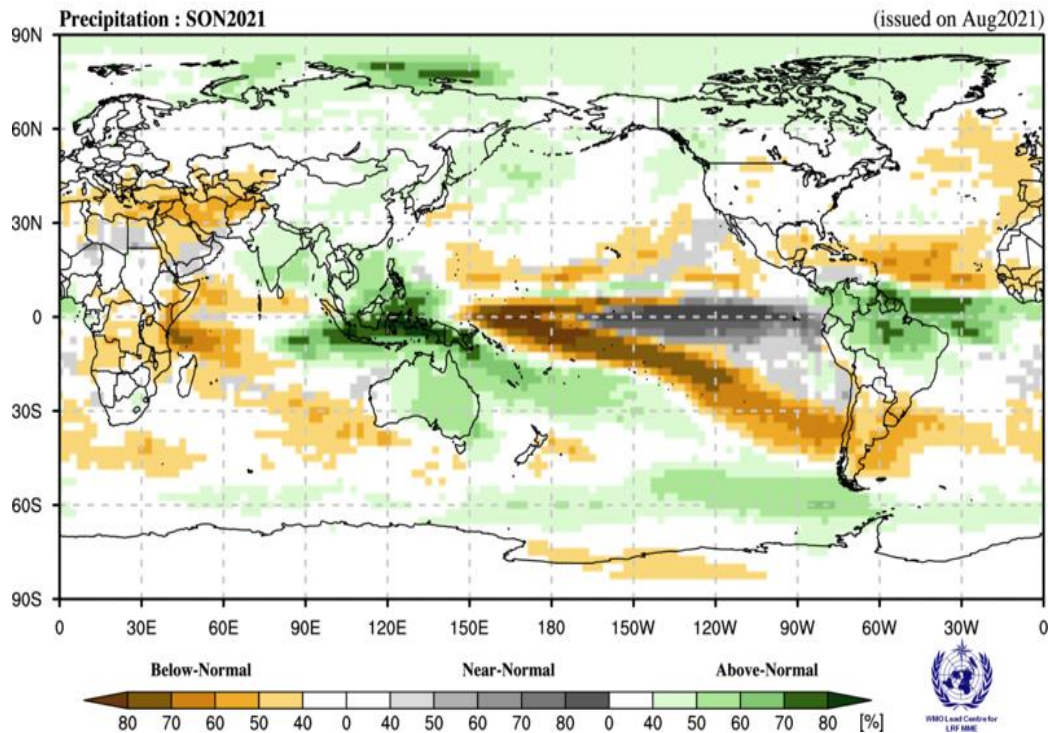 Precipitation : SON2021 (issued on Aug2021)
90N
60N
30N
0
30S
60S
90S
0 30E 60E 90E 120E 150E 180 150W 120W 90W 60W 30W 0
Below-Normal Near-Normal Above-Normal
80 70 60 50 40 0 40 50 60 70 80 0 40 50 60 70 80 [%]
WMO Lead Centre for
LRF MME